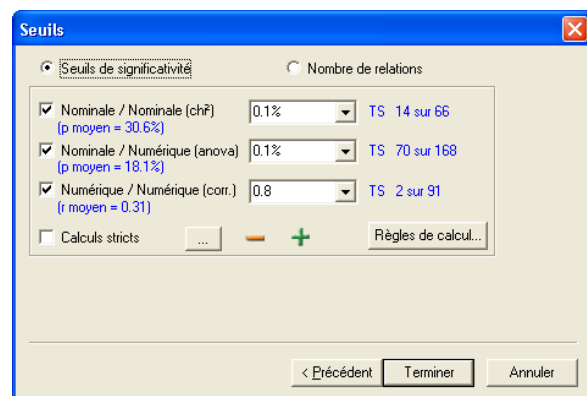 Seuils
Seuils de significativité Nombre de relations
Nominale / Nominale (chi²) 0.1% TS 14 sur 66
(p moyen = 30.6%)
Nominale / Numérique (anova) 0.1% TS 70 sur 168
(p moyen = 18.1%)
Numérique / Numérique (corr.) 0.8 TS 2 sur 91
(r moyen = 0.31)
Calculs stricts ... Règles de calcul...
< Précédent Terminer Annuler